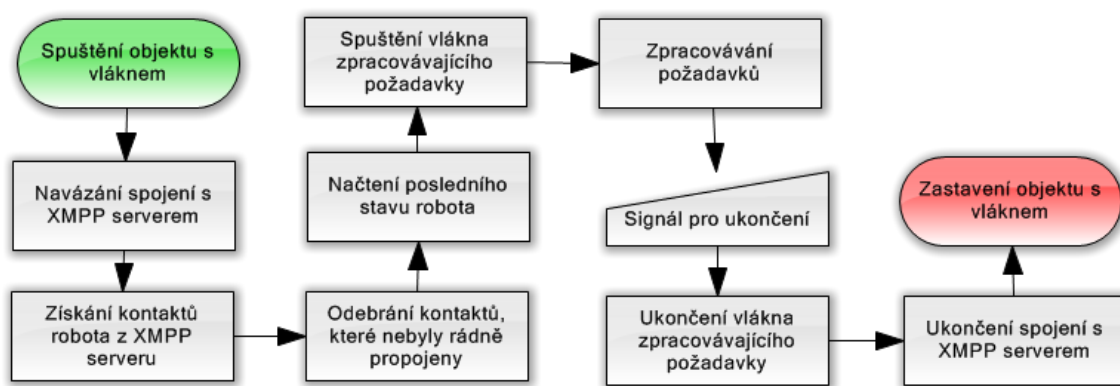 Spuštění objektu s
vláknem
Navázání spojení s
XMPP serverem
Získání kontaktů
robota z XMPP
serveru
Odebrání kontaktů,
které nebyly rádně
propojeny
Načtení posledního
stavu robota
Spuštění vlákna
zpracovávajícího
požadavky
Zpracovávání
požadavků
Signál pro ukončení
Ukončení vlákna
zpracovávajícího
požadavky
Ukončení spojení s
XMPP serverem
Zastavení objektu s
vláknem